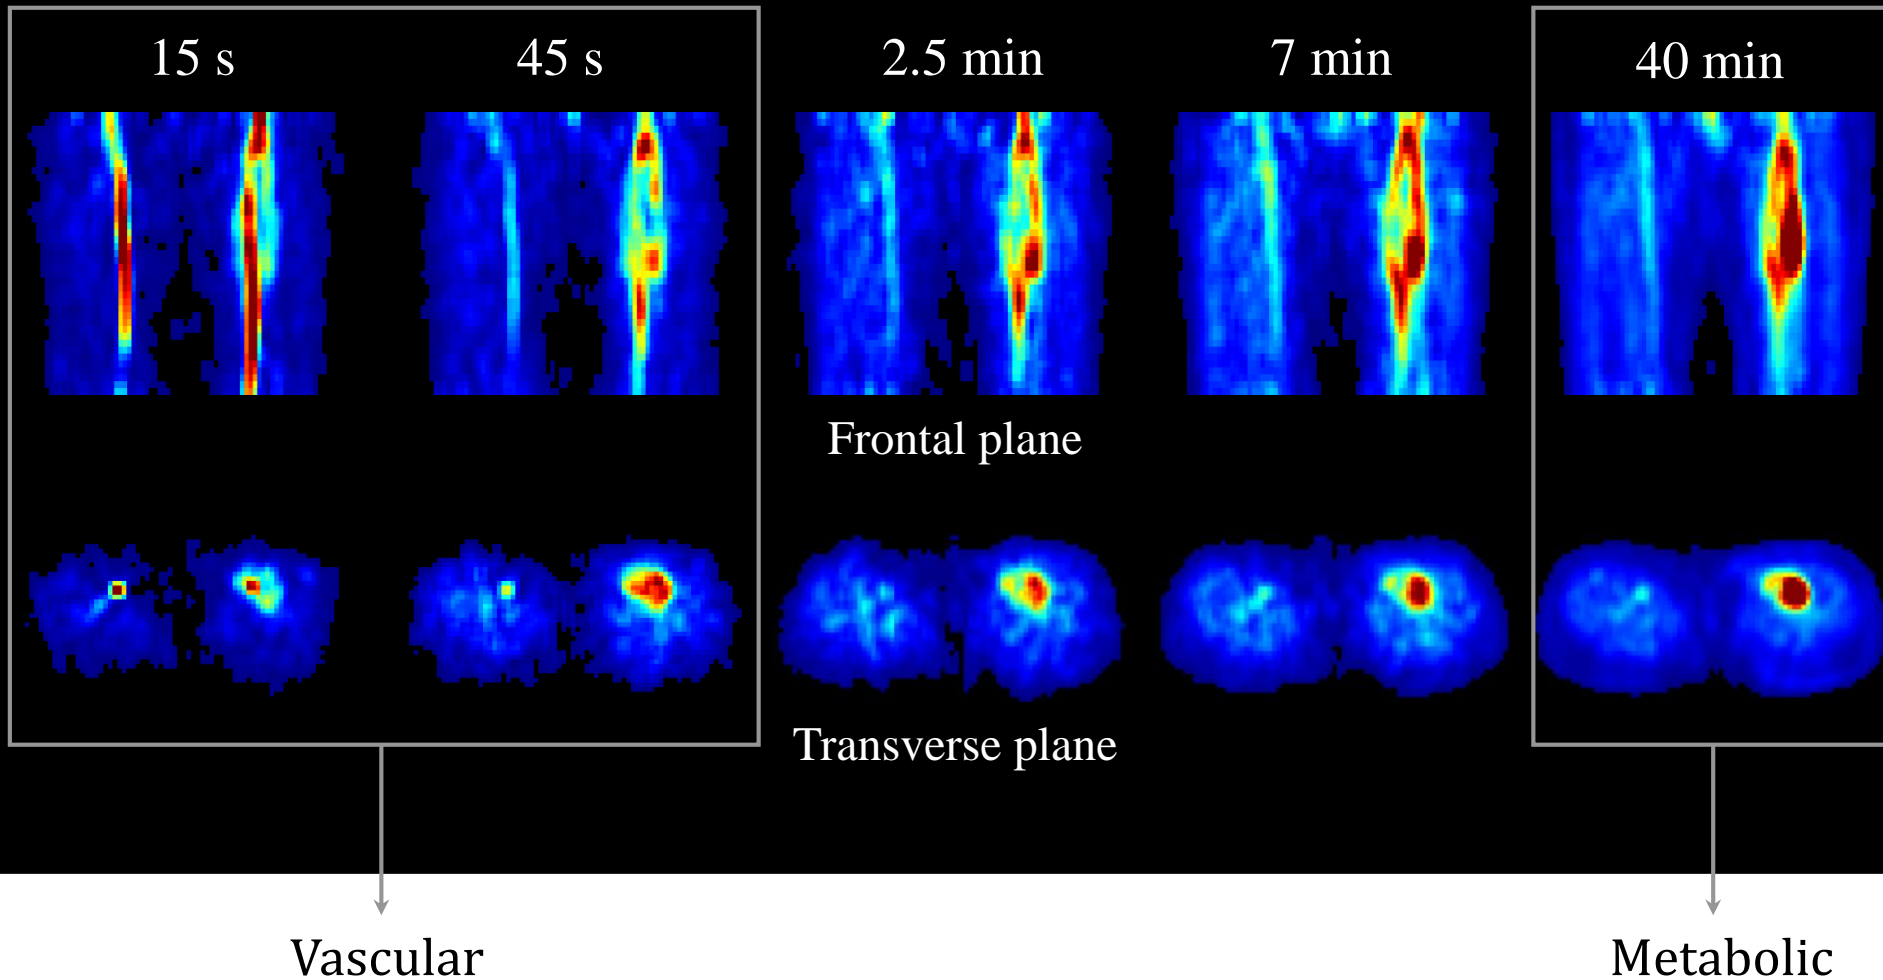 15 s
45 s
2.5 min
7 min
40 min
Frontal plane
Transverse plane
Vascular
Metabolic